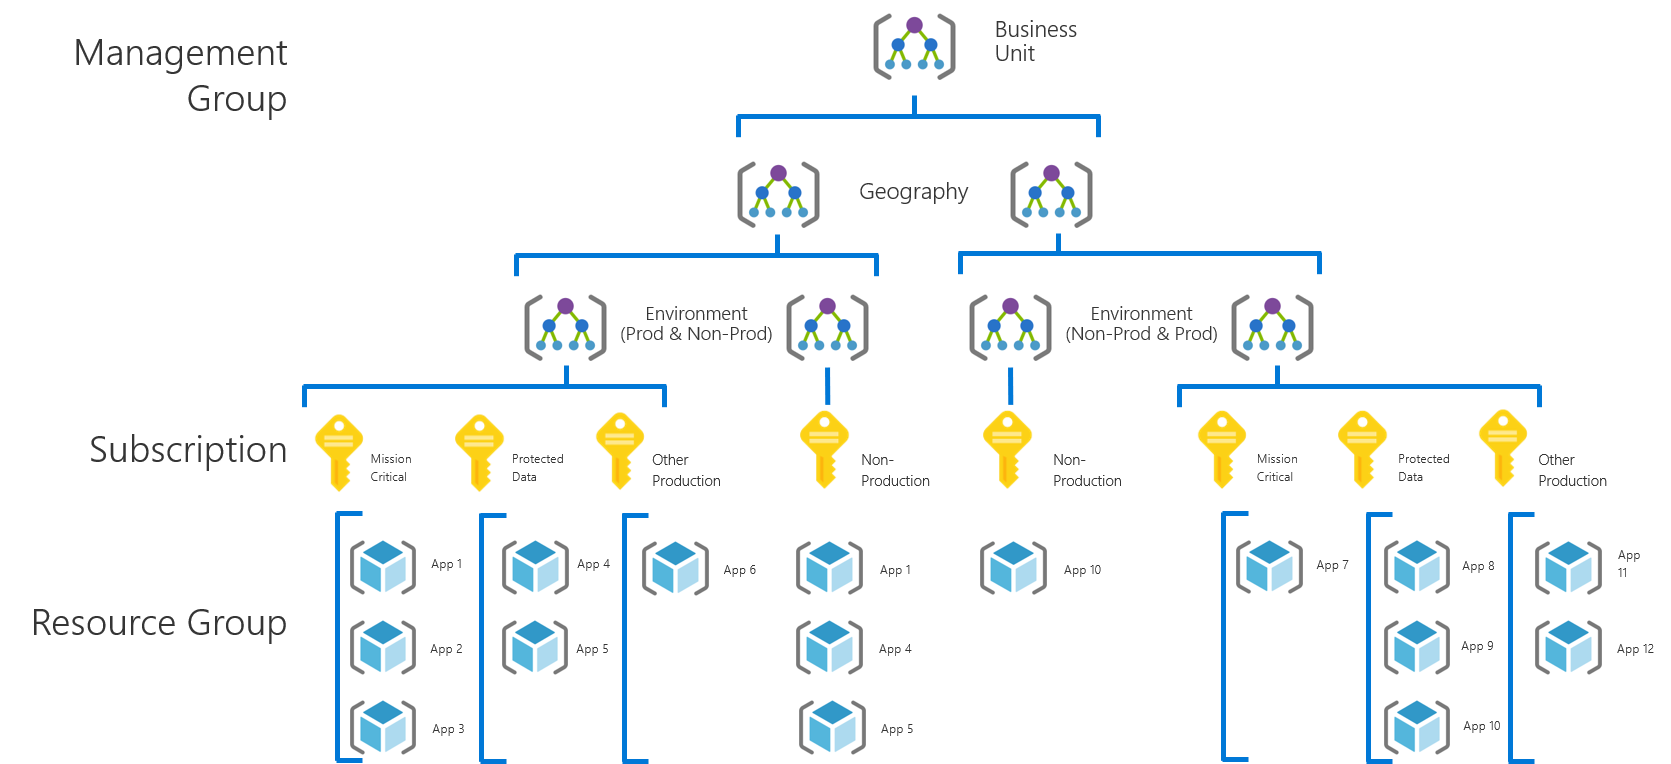 Management
Group
Business
Unit
Geography
Environment
(Prod & Non-Prod)
Environment
(Non-Prod & Prod)
Subscription
Mission
Critical
Protected
Data
Other
Production
Non-
Production
Non-
Production
Mission
Critical
Protected
Data
Other
Production
Resource Group
App 1
App 4
App 6
App 1
App 10
App 7
App 8
App
11
App 2
App 5
App 4
App 9
App 12
App 3
App 5
App 10